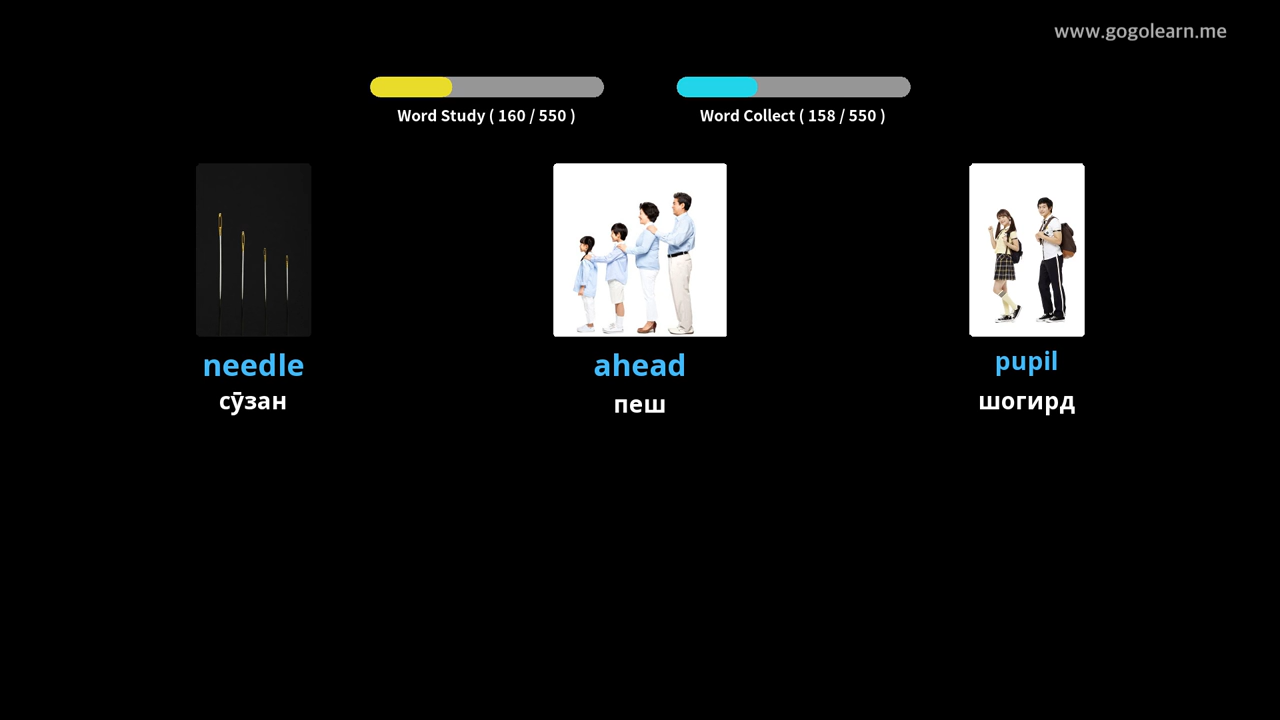 www.gogolearn.me
Word Study ( 160 / 550 )
Word Collect ( 158 / 550 )
needle
сӯзан
ahead
пеш
pupil
шогирд